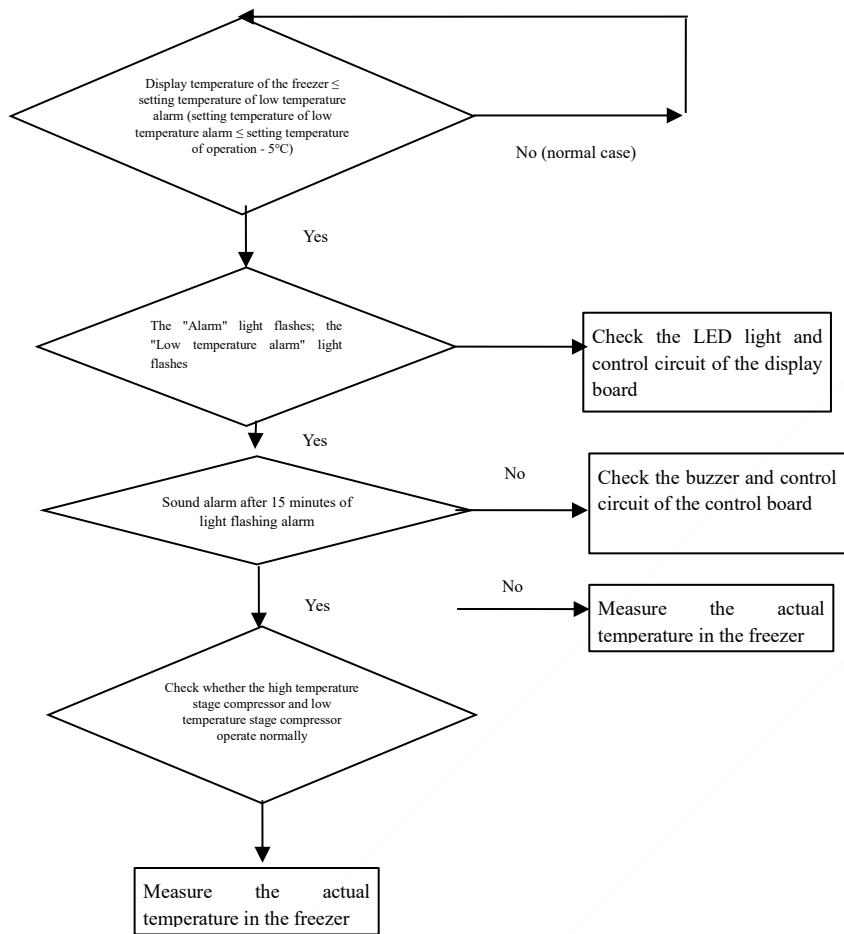 Display temperature of the freezer ≤
setting temperature of low temperature
alarm (setting temperature of low
temperature alarm ≤ setting temperature
of operation - 5°C)
No (normal case)
Yes
The "Alarm" light flashes; the
"Low temperature alarm" light
flashes
Check the LED light and
control circuit of the display
board
Yes
Sound alarm after 15 minutes of
light flashing alarm
No
Check the buzzer and control
circuit of the control board
Yes
No
Measure the actual
temperature in the freezer
Check whether the high temperature
stage compressor and low
temperature stage compressor
operate normally
Measure the actual
temperature in the freezer